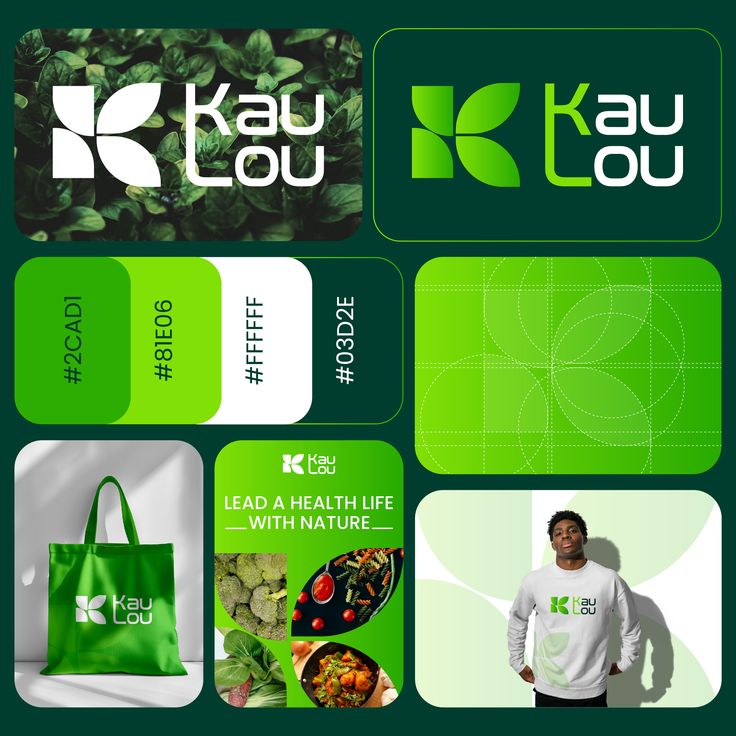 Kau
Lou
Kau
Lou
#2CAD1
#81E06
#FFFFFF
#03D2E
Kau
Lou
LEAD A HEALTH LIFE
WITH NATURE
Kau
Lou
Kau
Lou